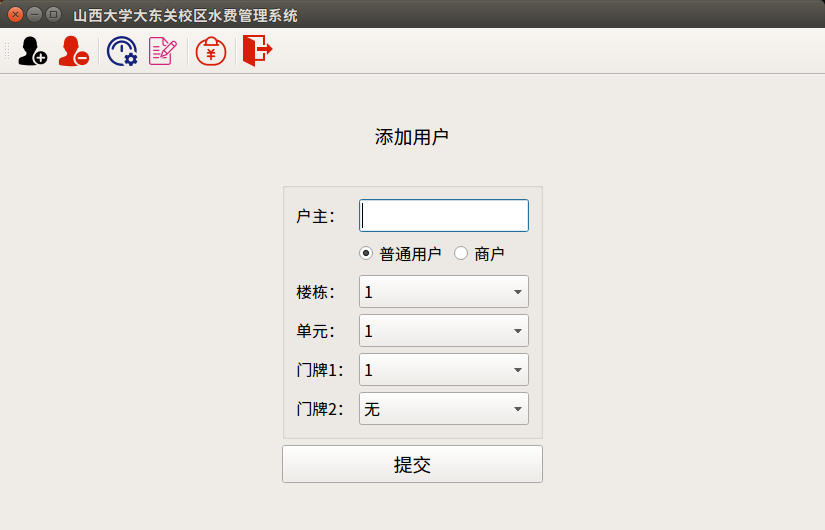 山西大学大东关校区水费管理系统
添加用户
户主：
普通用户 商户
楼栋： 1
单元： 1
门牌1： 1
门牌2： 无
提交